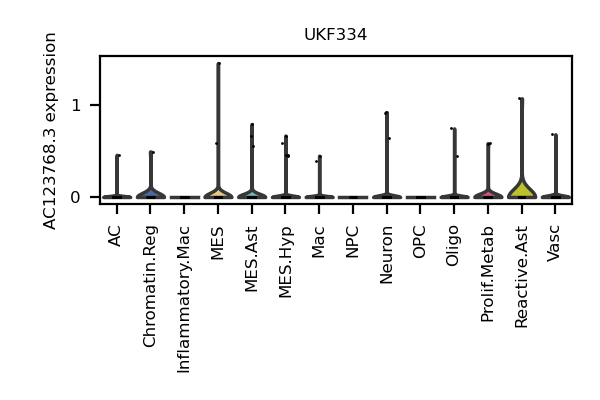 UKF334
AC123768.3 expression
1
0
AC
Chromatin.Reg
Inflammatory.Mac
MES
MES.Ast
MES.Hyp
Mac
NPC
Neuron
OPC
Oligo
Prolif.Metab
Reactive.Ast
Vasc